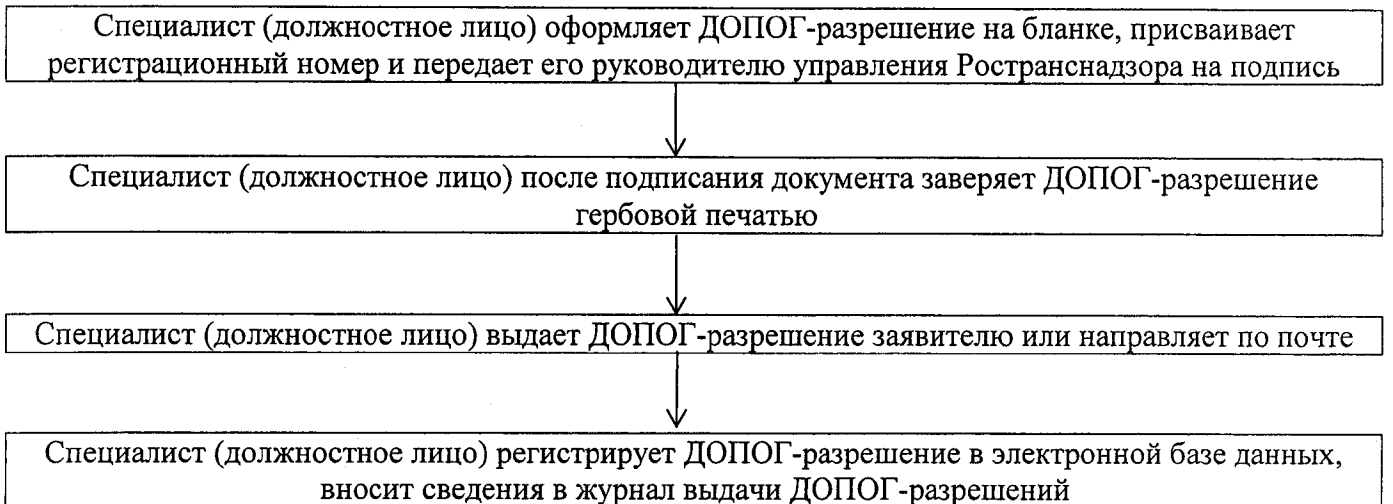 Специалист (должностное лицо) оформляет ДОПОГ-разрешение на бланке, присваивает
регистрационный номер и передает его руководителю управления Ространснадзора на подпись
Специалист (должностное лицо) после подписания документа заверяет ДОПОГ-разрешение
гербовой печатью
Специалист (должностное лицо) выдает ДОПОГ-разрешение заявителю или направляет по почте
Специалист (должностное лицо) регистрирует ДОПОГ-разрешение в электронной базе данных,
вносит сведения в журнал выдачи ДОПОГ-разрешений